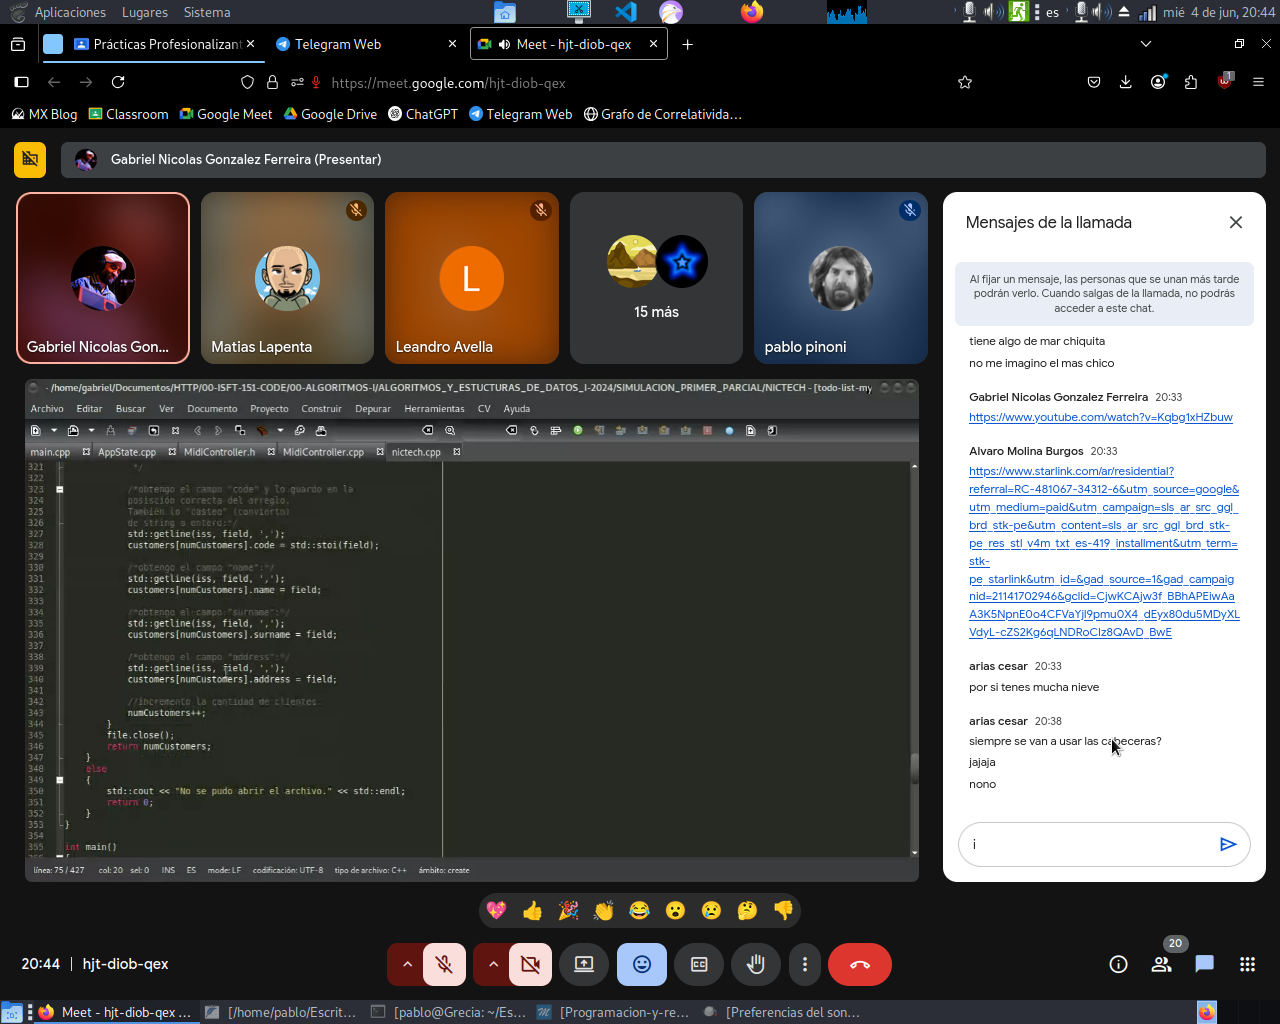 Aplicaciones Lugares Sistema es mié 4 de jun, 20:44
Prácticas Profesionalizan Telegram Web Meet - hjt-diob-qex
https://meet.google.com/hjt-diob-qex 1
MX Blog Classroom Google Meet Google Drive ChatGPT Telegram Web Grafo de Correlativida…
Gabriel Nicolas Gonzalez Ferreira (Presentar)
L
15 más
Gabriel Nicolas Gon... Matias Lapenta Leandro Avella pablo pinoni
- /home/gabriel/Documentos/HTTP/00-ISFT-151-CODE/00-ALGORITMOS-I/ALGORITMOS_Y_ESTUCTURAS_DE_DATOS_I-2024/SIMULACION_PRIMER_PARCIAL/NICTECH - [todo-list-my
Archivo Editar Buscar Ver Documento Proyecto Construir Depurar Herramientas CV Ayuda
main.cpp AppState.cpp MidiController.h MidiController.cpp nictech.cpp
321 */
322
323 /*obtengo el campo "code" y lo guardo en la
324 posición correcta del arreglo.
325 También lo "casteo" (convierto)
326 de string a entero:*/
327 std::getline(iss, field, ',');
328 customers[numCustomers].code = std::stoi(field);
329
330 /*obtengo el campo "name":*/
331 std::getline(iss, field, ',');
332 customers[numCustomers].name = field;
333
334 /*obtengo el campo "surname":*/
335 std::getline(iss, field, ',');
336 customers[numCustomers].surname = field;
337
338 /*obtengo el campo "address":*/
339 std::getline(iss, field, ',');
340 customers[numCustomers].address = field;
341
342 //incremento la cantidad de clientes.
343 numCustomers++;
344 }
345 file.close();
346 return numCustomers;
347 }
348 else
349 {
350 std::cout << "No se pudo abrir el archivo." << std::endl;
351 return 0;
352 }
353 }
354
355 int main()
línea: 75 / 427 col: 20 sel: 0 INS ES mode: LF codificación: UTF-8 tipo de archivo: C++ ámbito: create
Mensajes de la llamada
Al fijar un mensaje, las personas que se unan más tarde
podrán verlo. Cuando salgas de la llamada, no podrás
acceder a este chat.
tiene algo de mar chiquita
no me imagino el mas chico
Gabriel Nicolas Gonzalez Ferreira 20:33
https://www.youtube.com/watch?v=Kqbg1xHZbuw
Alvaro Molina Burgos 20:33
https://www.starlink.com/ar/residential?
referral=RC-481067-34312-6&utm_source=google&
utm_medium=paid&utm_campaign=sls_ar_src_ggl_
brd_stk-pe&utm_content=sls_ar_src_ggl_brd_stk-
pe_res_stl_v4m_txt_es-419_installment&utm_term=
stk-
pe_starlink&utm_id=&gad_source=1&gad_campaig
nid=21141702946&gclid=CjwKCAjw3f_BBhAPEiwAa
A3K5NpnE0o4CFVaYjl9pmu0X4_dEyx80du5MDyXL
VdyL-cZS2Kg6qLNDRoCIz8QAvD_BwE
arias cesar 20:33
por si tenes mucha nieve
arias cesar 20:38
siempre se van a usar las cabeceras?
jajaja
nono
i
20:44 | hjt-diob-qex
CC
20
Meet - hjt-diob-qex ... [/home/pablo/Escrit... [pablo@Grecia: ~/Es... [Programacion-y-re... [Preferencias del son...